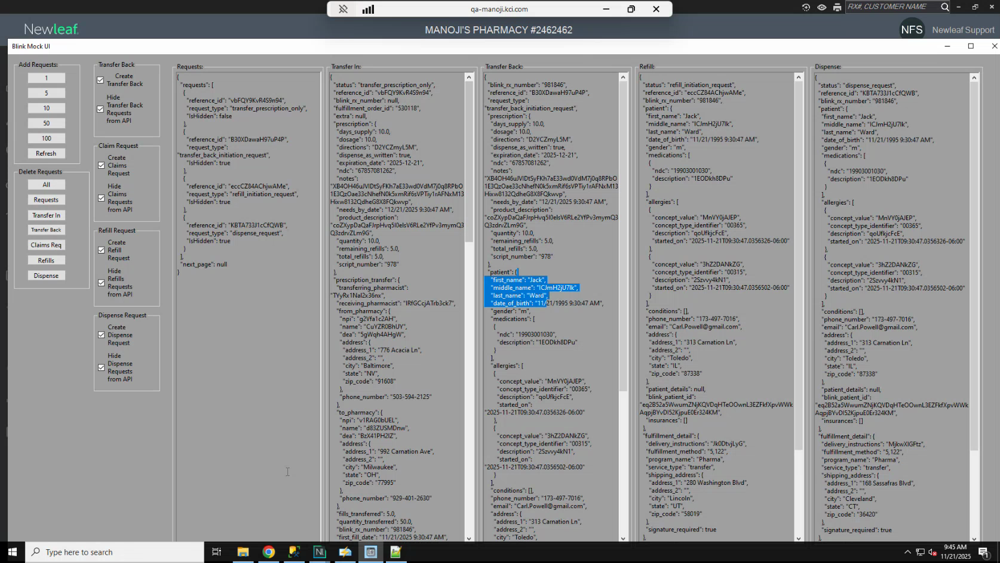 qa-manoji.kci.com
RX#, CUSTOMER NAME
Newleaf
MANOJI'S PHARMACY #2462462
NFS
Newleaf Support
Blink Mock UI
Add Requests:
1
5
10
50
100
Refresh
Delete Requests
All
Requests
Transfer In
Transfer Back
Claims Req
Refills
Dispense
Transfer Back
Create
Transfer Back
Hide
Transfer Back
Requests
from API
Claim Request
Create
Claims
Request
Hide
Claims
Requests
from API
Refill Request
Create
Refill
Request
Hide
Refills
Requests
from API
Dispense Request
Create
Dispense
Request
Hide
Dispense
Requests
from API
Requests:
{
"requests": [
{
"reference_id": "vbFQY9KvR4S9n94",
"request_type": "transfer_prescription_only",
"IsHidden": false
},
{
"reference_id": "B30XDawaH97uP4P",
"request_type":
"transfer_back_initiation_request",
"IsHidden": true
},
{
"reference_id": "eccCZ84AChjwAMe",
"request_type": "refill_initiation_request",
"IsHidden": true
},
{
"reference_id": "KBTA733J1cCfQWB",
"request_type": "dispense_request",
"IsHidden": true
}
],
"next_page": null
}
Transfer In:
{
"status": "transfer_prescription_only",
"reference_id": "vbFQY9KvR4S9n94",
"blink_rx_number": null,
"fulfillment_order_id": "530118",
"extra": null,
"prescription": {
"days_supply": 10.0,
"dosage": 10.0,
"directions": "D2YCZmyL5M",
"dispense_as_written": true,
"expiration_date": "2025-12-21",
"ndc": "67857081262",
"notes":
"XB4OH46uJVIDtSyFKh7aE33wd0VdM7j0q8RPbO
1E3QzOae33cNhefN0k5xmRif6sVPTiy1rAFNxM13
Hixw8132QdheG8X8FQkwvp",
"needs_by_date": "12/21/2025 9:30:47 AM",
"product_description":
"coZXypDaQaFJrpHvq5I0eIsV6RLe2YfPv3mymQ3
Q3zdrvZLm9G",
"quantity": 10.0,
"remaining_refills": 5.0,
"total_refills": 5.0,
"script_number": "978"
},
"prescription_transfer": {
"transferring_pharmacist":
"TYyRx1Nal2x36nx",
"receiving_pharmacist": "IRfGCcjATrb3ck7",
"from_pharmacy": {
"npi": "g2Vfa1c2AH",
"name": "CuYZR0BhUY",
"dea": "5gWqh4AHgW",
"address": {
"address_1": "776 Acacia Ln",
"address_2": "",
"city": "Baltimore",
"state": "NV",
"zip_code": "91608"
},
"phone_number": "503-594-2125"
},
"to_pharmacy": {
"npi": "v1RAG0bUEL",
"name": "d83ZUSMDnw",
"dea": "BzX41PH2IZ",
"address": {
"address_1": "992 Carnation Ave",
"address_2": "",
"city": "Milwaukee",
"state": "OH",
"zip_code": "77995"
},
"phone_number": "929-401-2630"
},
"fills_transferred": 5.0,
"quantity_transferred": 50.0,
"blink_rx_number": "981846",
"first_fill_date": "11/21/2025 9:30:47 AM",
Transfer Back:
{
"blink_rx_number": "981846",
"reference_id": "B30XDawaH97uP4P",
"request_type":
"transfer_back_initiation_request",
"prescription": {
"days_supply": 10.0,
"dosage": 10.0,
"directions": "D2YCZmyL5M",
"dispense_as_written": true,
"expiration_date": "2025-12-21",
"ndc": "67857081262",
"notes":
"XB4OH46uJVIDtSyFKh7aE33wd0VdM7j0q8RPbO
1E3QzOae33cNhefN0k5xmRif6sVPTiy1rAFNxM13
Hixw8132QdheG8X8FQkwvp",
"needs_by_date": "12/21/2025 9:30:47 AM",
"product_description":
"coZXypDaQaFJrpHvq5I0eIsV6RLe2YfPv3mymQ3
Q3zdrvZLm9G",
"quantity": 10.0,
"remaining_refills": 5.0,
"total_refills": 5.0,
"script_number": "978"
},
"patient": {
"first_name": "Jack",
"middle_name": "ICJmH2jU7Ik",
"last_name": "Ward",
"date_of_birth": "11/21/1995 9:30:47 AM",
"gender": "m",
"medications": [
{
"ndc": "19903001030",
"description": "1EODkh8DPu"
}
],
"allergies": [
{
"concept_value": "MnVY0jAJEP",
"concept_type_identifier": "00365",
"description": "qoUfkjcFcE",
"started_on":
"2025-11-21T09:30:47.0356326-06:00"
},
{
"concept_value": "3hZ2DANkZG",
"concept_type_identifier": "00315",
"description": "2Szvvy4kN1",
"started_on":
"2025-11-21T09:30:47.0356502-06:00"
}
],
"conditions": [],
"phone_number": "173-497-7016",
"email": "Carl.Powell@gmail.com",
"address": {
"address_1": "313 Carnation Ln",
"address_2": "",
"city": "Toledo",
Refill:
{
"status": "refill_initiation_request",
"reference_id": "eccCZ84AChjwAMe",
"blink_rx_number": "981846",
"patient": {
"first_name": "Jack",
"middle_name": "ICJmH2jU7Ik",
"last_name": "Ward",
"date_of_birth": "11/21/1995 9:30:47 AM",
"gender": "m",
"medications": [
{
"ndc": "19903001030",
"description": "1EODkh8DPu"
}
],
"allergies": [
{
"concept_value": "MnVY0jAJEP",
"concept_type_identifier": "00365",
"description": "qoUfkjcFcE",
"started_on": "2025-11-21T09:30:47.0356326-06:00"
},
{
"concept_value": "3hZ2DANkZG",
"concept_type_identifier": "00315",
"description": "2Szvvy4kN1",
"started_on": "2025-11-21T09:30:47.0356502-06:00"
}
],
"conditions": [],
"phone_number": "173-497-7016",
"email": "Carl.Powell@gmail.com",
"address": {
"address_1": "313 Carnation Ln",
"address_2": "",
"city": "Toledo",
"state": "IL",
"zip_code": "87338"
},
"patient_details": null,
"blink_patient_id":
"eq2B52a5WwumZNjKQVDqHTeOOwnL3EZFkfXpvWWk
AqpjBYvDI52KjpuE0Er324KM",
"insurances": []
},
"fulfillment_detail": {
"delivery_instructions": "Jk0DtvjLyG",
"fulfillment_method": "5,122",
"program_name": "Pharma",
"service_type": "transfer",
"shipping_address": {
"address_1": "280 Washington Blvd",
"address_2": "",
"city": "Lincoln",
"state": "UT",
"zip_code": "58019"
},
"signature_required": true
Dispense:
{
"status": "dispense_request",
"reference_id": "KBTA733J1cCfQWB",
"blink_rx_number": "981846",
"patient": {
"first_name": "Jack",
"middle_name": "ICJmH2jU7Ik",
"last_name": "Ward",
"date_of_birth": "11/21/1995 9:30:47 AM",
"gender": "m",
"medications": [
{
"ndc": "19903001030",
"description": "1EODkh8DPu"
}
],
"allergies": [
{
"concept_value": "MnVY0jAJEP",
"concept_type_identifier": "00365",
"description": "qoUfkjcFcE",
"started_on": "2025-11-21T09:30:47.0356326-06:00"
},
{
"concept_value": "3hZ2DANkZG",
"concept_type_identifier": "00315",
"description": "2Szvvy4kN1",
"started_on": "2025-11-21T09:30:47.0356502-06:00"
}
],
"conditions": [],
"phone_number": "173-497-7016",
"email": "Carl.Powell@gmail.com",
"address": {
"address_1": "313 Carnation Ln",
"address_2": "",
"city": "Toledo",
"state": "IL",
"zip_code": "87338"
},
"patient_details": null,
"blink_patient_id":
"eq2B52a5WwumZNjKQVDqHTeOOwnL3EZFkfXpvWWk
AqpjBYvDI52KjpuE0Er324KM",
"insurances": []
},
"fulfillment_detail": {
"delivery_instructions": "MjkwXIGFtz",
"fulfillment_method": "5,122",
"program_name": "Pharma",
"service_type": "transfer",
"shipping_address": {
"address_1": "168 Sassafras Blvd",
"address_2": "",
"city": "Cleveland",
"state": "CT",
"zip_code": "36420"
},
"signature_required": true
Type here to search
9:45 AM
11/21/2025
1